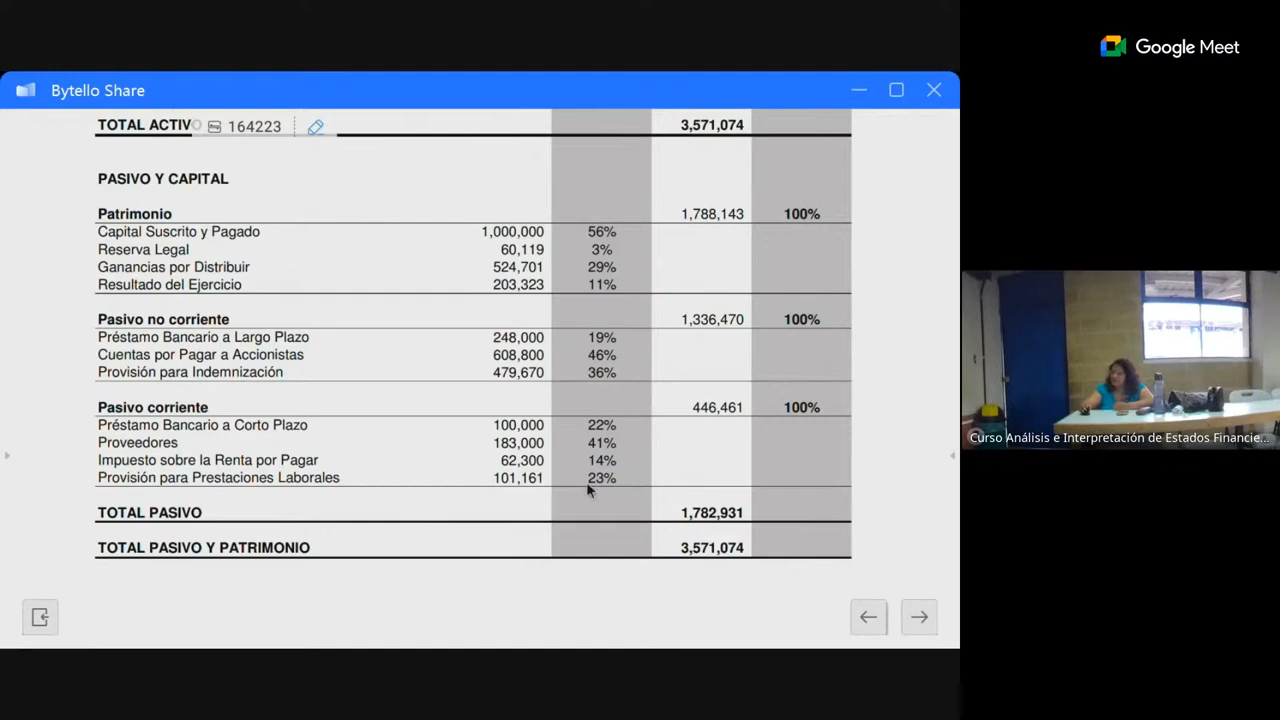 Google Meet
Bytello Share
TOTAL ACTIVO 164223 3,571,074
PASIVO Y CAPITAL
Patrimonio 1,788,143 100%
Capital Suscrito y Pagado 1,000,000 56%
Reserva Legal 60,119 3%
Ganancias por Distribuir 524,701 29%
Resultado del Ejercicio 203,323 11%
Pasivo no corriente 1,336,470 100%
Préstamo Bancario a Largo Plazo 248,000 19%
Cuentas por Pagar a Accionistas 608,800 46%
Provisión para Indemnización 479,670 36%
Pasivo corriente 446,461 100%
Préstamo Bancario a Corto Plazo 100,000 22%
Proveedores 183,000 41%
Impuesto sobre la Renta por Pagar 62,300 14%
Provisión para Prestaciones Laborales 101,161 23%
TOTAL PASIVO 1,782,931
TOTAL PASIVO Y PATRIMONIO 3,571,074
Curso Análisis e Interpretación de Estados Financie...